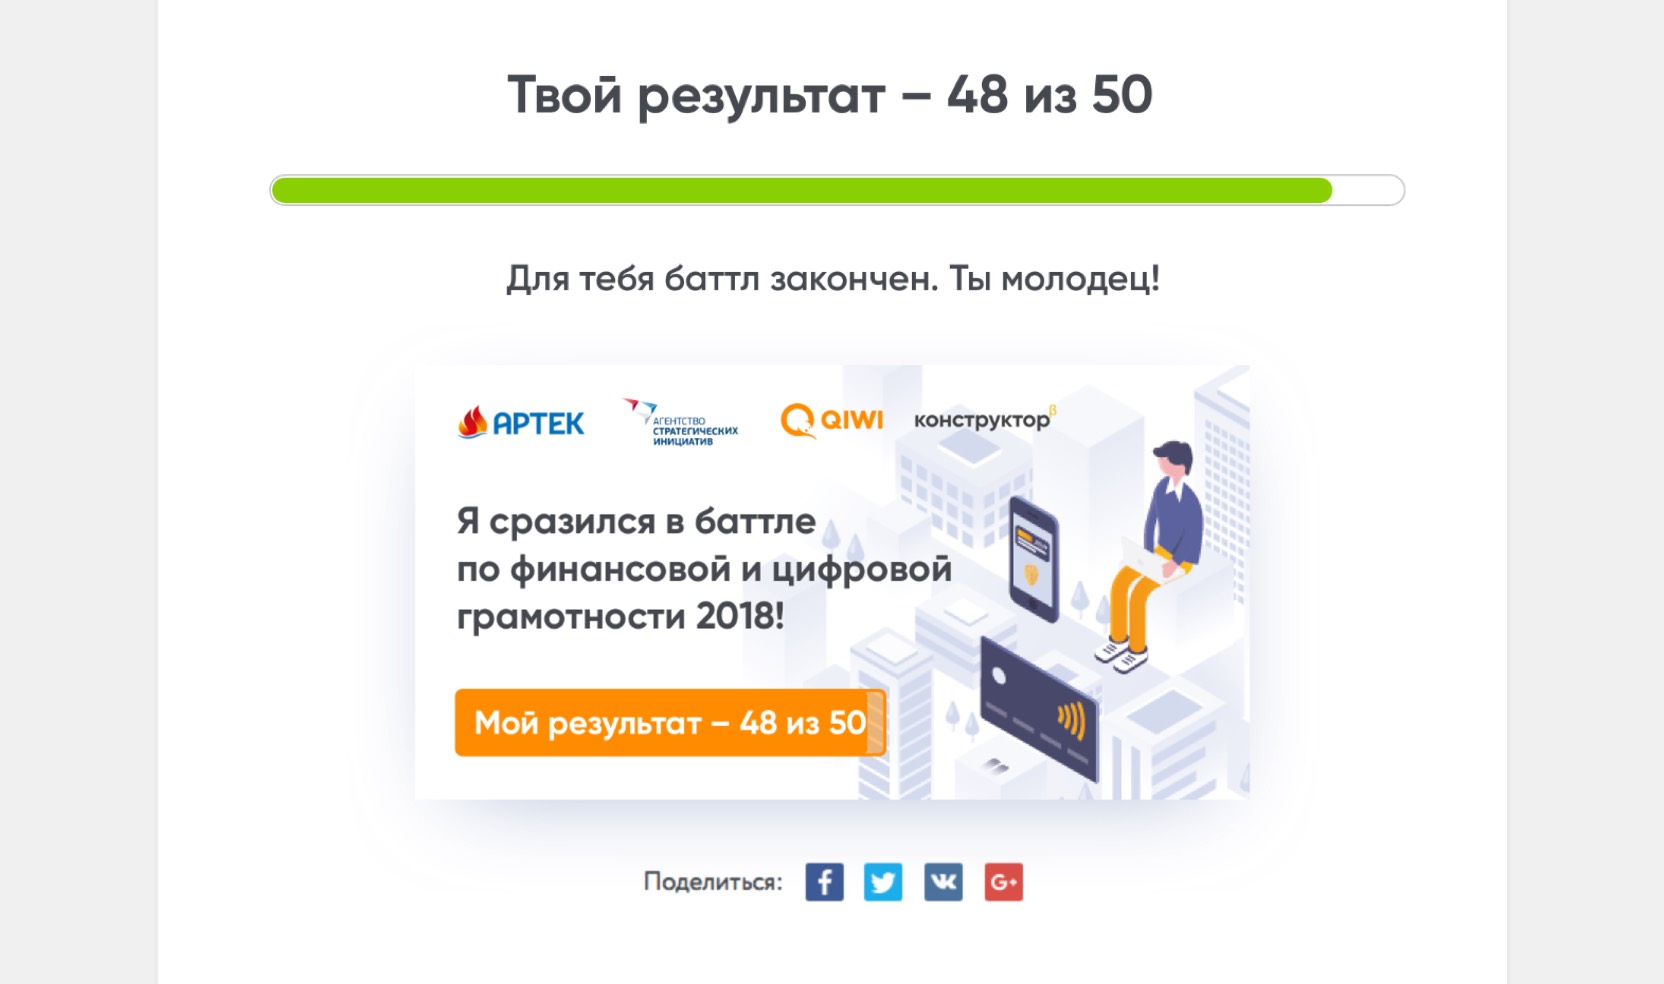 Твой результат – 48 из 50
Для тебя баттл закончен. Ты молодец!
АРТЕК
АГЕНТСТВО
СТРАТЕГИЧЕСКИХ
ИНИЦИАТИВ
QIWI
конструктор β
Я сразился в баттле
по финансовой и цифровой
грамотности 2018!
Мой результат – 48 из 50
Поделиться: